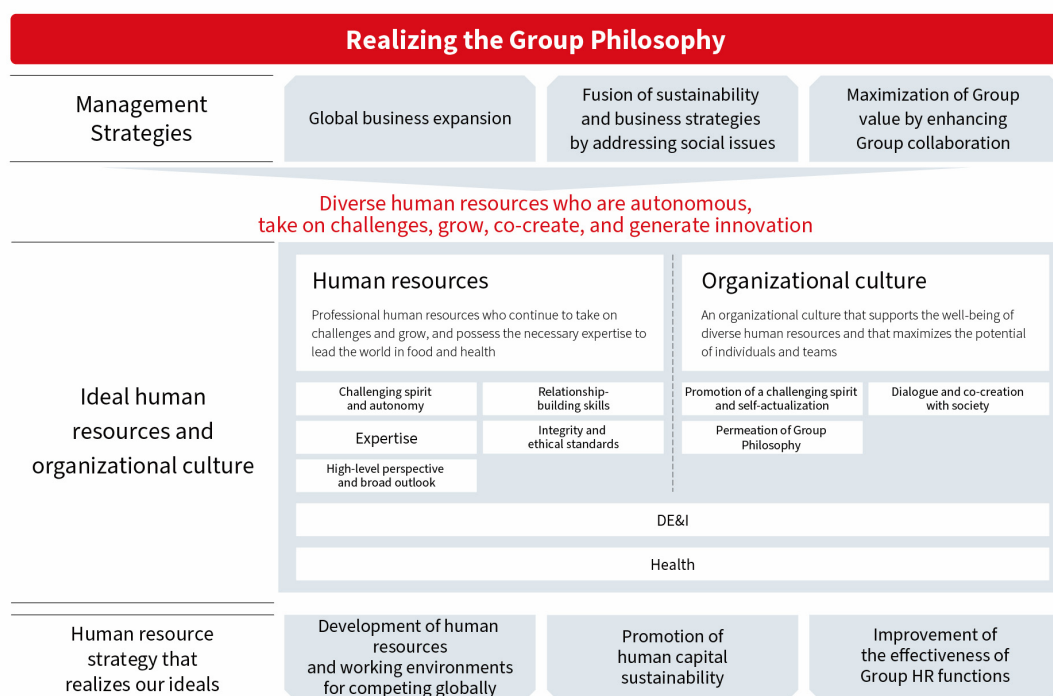 Realizing the Group Philosophy
Management
Strategies
Global business expansion
Fusion of sustainability
and business strategies
by addressing social issues
Maximization of Group
value by enhancing
Group collaboration
Diverse human resources who are autonomous,
take on challenges, grow, co-create, and generate innovation
Ideal human
resources and
organizational culture
Human resources
Professional human resources who continue to take on
challenges and grow, and possess the necessary expertise to
lead the world in food and health
Challenging spirit
and autonomy
Relationship-
building skills
Expertise
Integrity and
ethical standards
High-level perspective
and broad outlook
Organizational culture
An organizational culture that supports the well-being of
diverse human resources and that maximizes the potential
of individuals and teams
Promotion of a challenging spirit
and self-actualization
Dialogue and co-creation
with society
Permeation of Group
Philosophy
DE&I
Health
Human resource
strategy that
realizes our ideals
Development of human
resources
and working environments
for competing globally
Promotion of
human capital
sustainability
Improvement of
the effectiveness of
Group HR functions